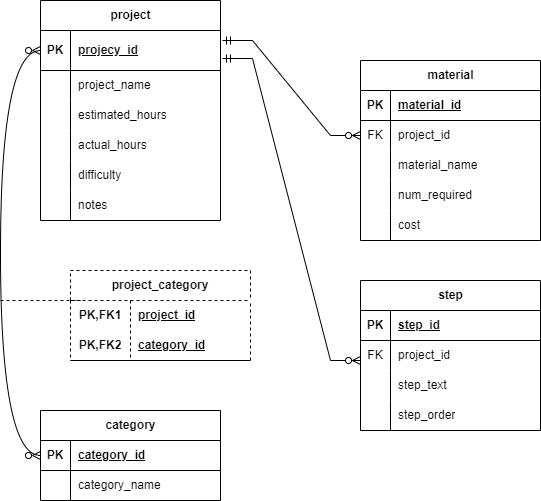 project
PK projecy_id
project_name
estimated_hours
actual_hours
difficulty
notes
material
PK material_id
FK project_id
material_name
num_required
cost
project_category
PK,FK1 project_id
PK,FK2 category_id
step
PK step_id
FK project_id
step_text
step_order
category
PK category_id
category_name